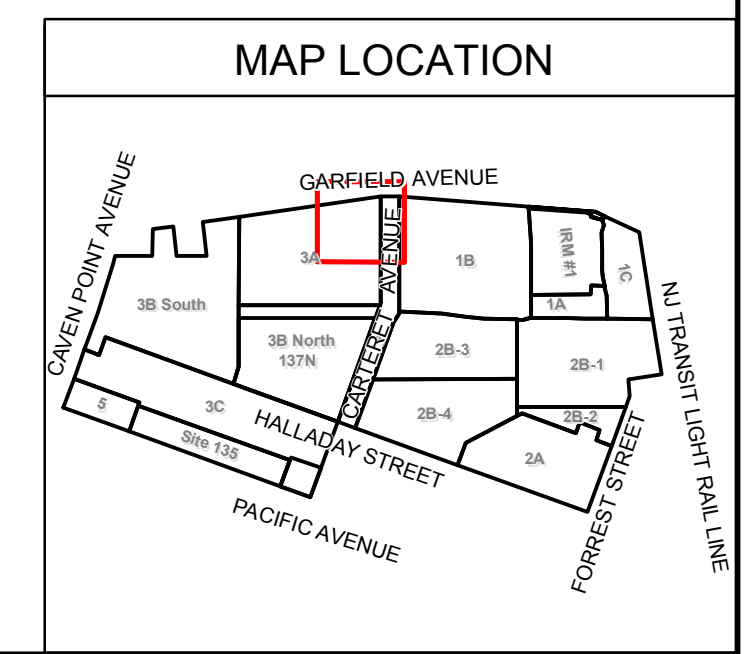 MAP LOCATION
GARFIELD AVENUE
CAVEN POINT AVENUE
3A
CARTERET AVENUE
1B
IRM #1
1C
1A
NJ TRANSIT LIGHT RAIL LINE
3B South
3B North
137N
2B-3
2B-1
5
3C
HALLADAY STREET
2B-4
2B-2
Site 135
2A
FORREST STREET
PACIFIC AVENUE